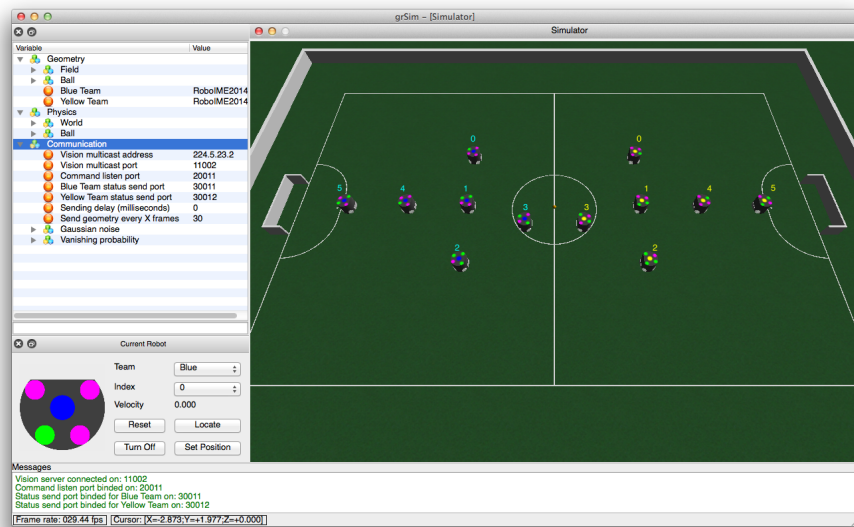 grSim - [Simulator]
Simulator
Variable Value
Geometry
Field
Ball
Blue Team RoboIME2014
Yellow Team RoboIME2014
Physics
World
Ball
Communication
Vision multicast address 224.5.23.2
Vision multicast port 11002
Command listen port 20011
Blue Team status send port 30011
Yellow Team status send port 30012
Sending delay (milliseconds) 0
Send geometry every X frames 30
Gaussian noise
Vanishing probability
0 0
5 4 1 1 4 5
3 3
2 2
Current Robot
Team Blue
Index 0
Velocity 0.000
Reset Locate
Turn Off Set Position
Messages
Vision server connected on: 11002
Command listen port binded on: 20011
Status send port binded for Blue Team on: 30011
Status send port binded for Yellow Team on: 30012
Frame rate: 029.44 fps Cursor: [X=-2.873;Y=+1.977;Z=+0.000]